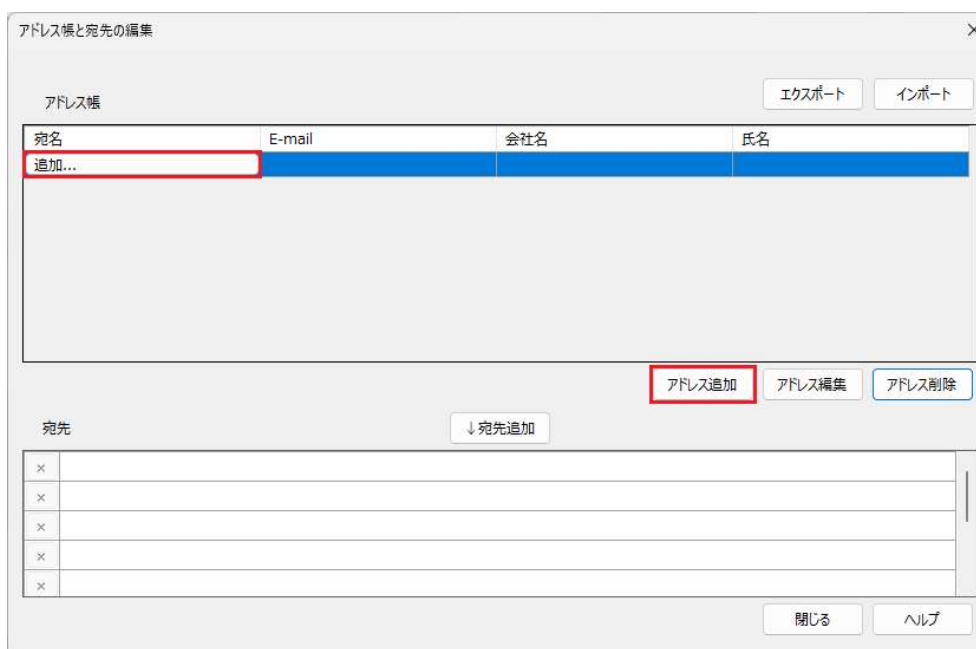 アドレス帳と宛先の編集 ×
アドレス帳 エクスポート インポート
宛名 E-mail 会社名 氏名
追加...
アドレス追加 アドレス編集 アドレス削除
宛先 ↓宛先追加
×
×
×
×
×
閉じる ヘルプ